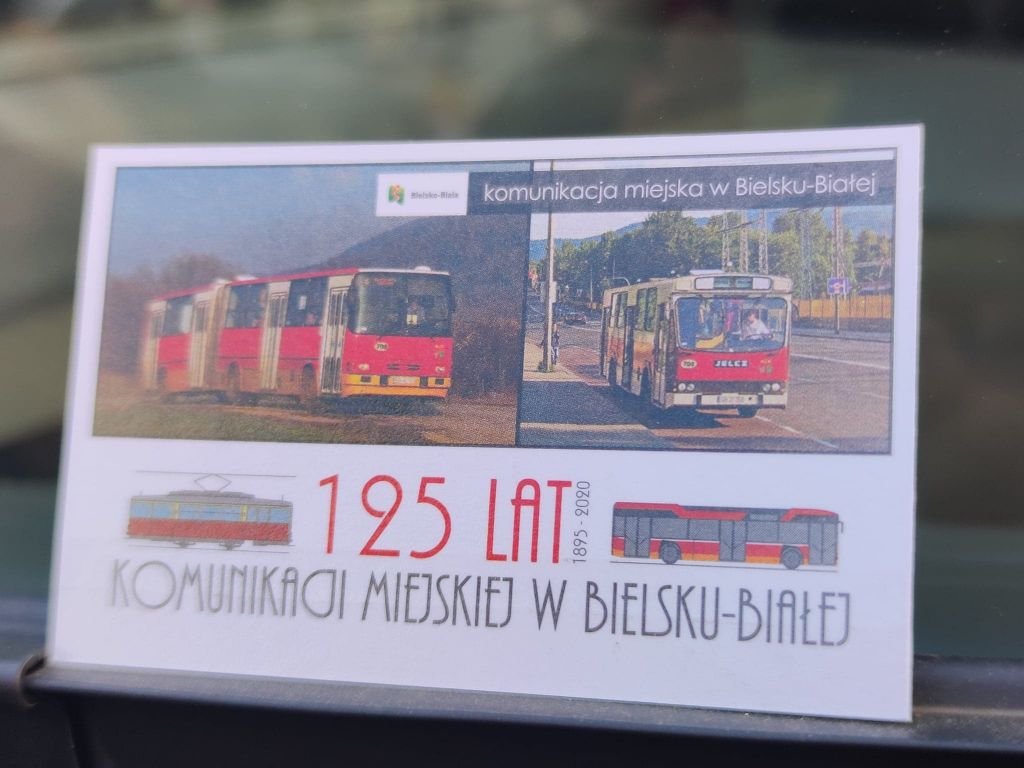 Bielsko-Biała
komunikacja miejska w Bielsku-Białej
JELCZ
125 LAT
1895 - 2020
KOMUNIKACJI MIEJSKIEJ W BIELSKU-BIAŁEJ